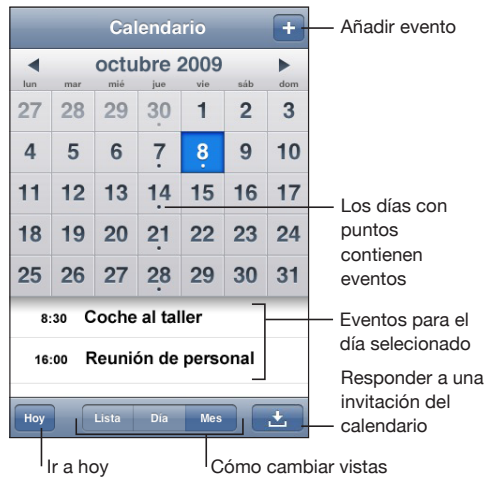 Calendario
+
Añadir evento
octubre 2009
lun mar mié jue vie sáb dom
27 28 29 30 1 2 3
4 5 6 7 8 9 10
11 12 13 14 15 16 17
18 19 20 21 22 23 24
25 26 27 28 29 30 31
Los días con
puntos
contienen
eventos
8:30 Coche al taller
16:00 Reunión de personal
Eventos para el
día seleccionado
Responder a una
invitación del
calendario
Hoy Lista Día Mes
Ir a hoy
Cómo cambiar vistas